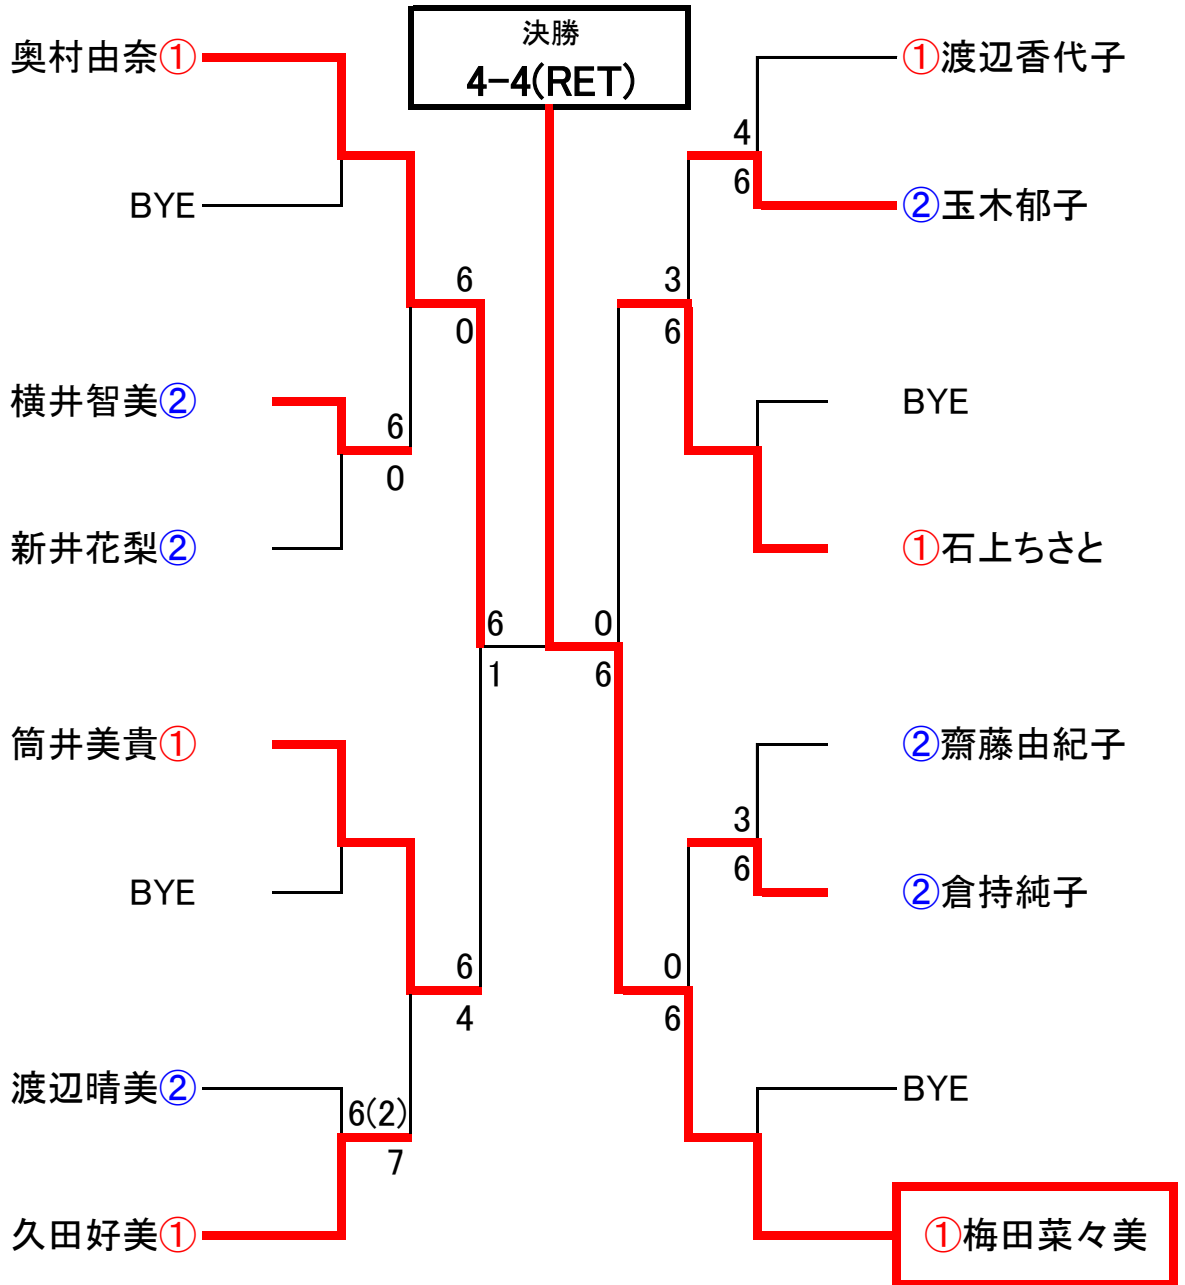 決勝
4-4(RET)
奥村由奈①
BYE
6
0
横井智美②
6
0
新井花梨②
6
1
筒井美貴①
BYE
6
4
渡辺晴美②
6(2)
7
久田好美①
①渡辺香代子
4
6
②玉木郁子
3
6
BYE
①石上ちさと
0
6
②齋藤由紀子
3
6
②倉持純子
0
6
BYE
①梅田菜々美